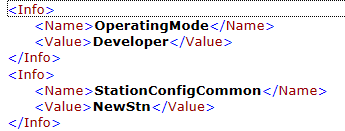 <Info>
<Name>OperatingMode</Name>
<Value>Developer</Value>
</Info>
<Info>
<Name>StationConfigCommon</Name>
<Value>NewStn</Value>
</Info>